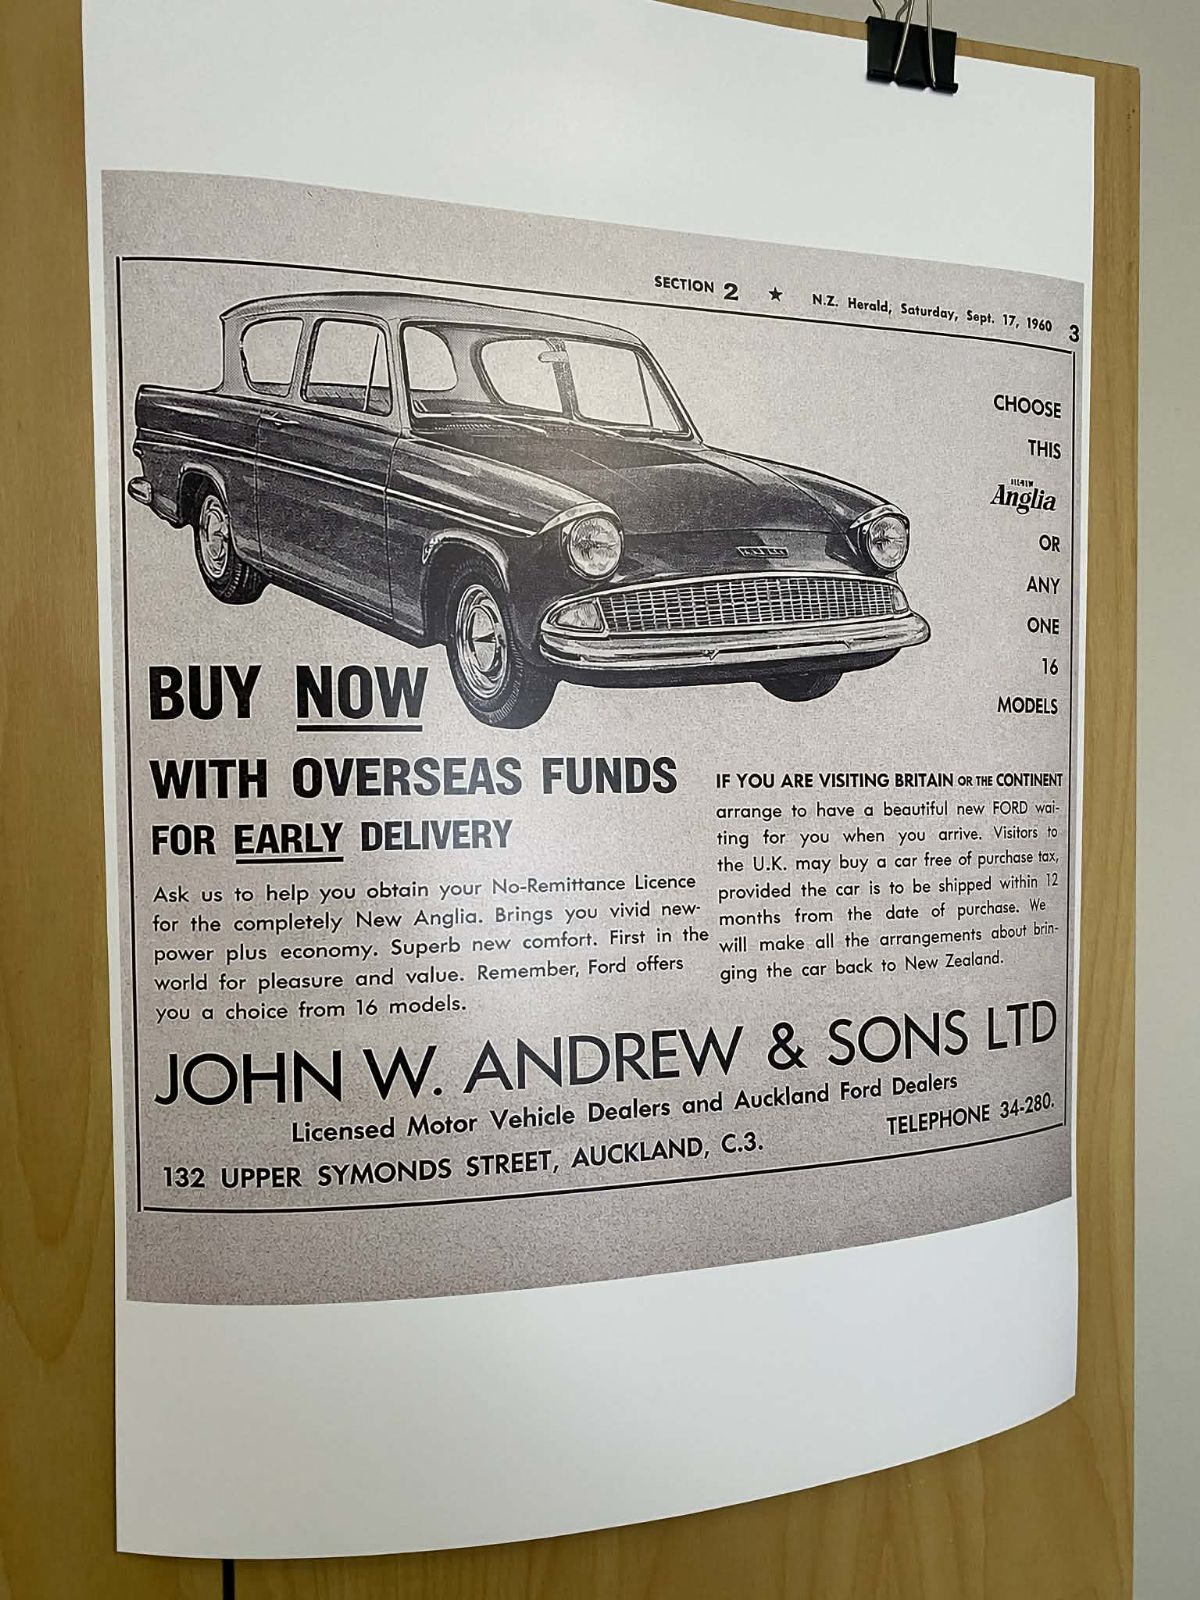 SECTION 2 ★ N.Z. Herald, Saturday, Sept. 17, 1960 3
CHOOSE
THIS
Anglia
OR
ANY
ONE
16
MODELS
BUY NOW
WITH OVERSEAS FUNDS
FOR EARLY DELIVERY
Ask us to help you obtain your No-Remittance Licence
for the completely New Anglia. Brings you vivid new-
power plus economy. Superb new comfort. First in the
world for pleasure and value. Remember, Ford offers
you a choice from 16 models.
IF YOU ARE VISITING BRITAIN OR THE CONTINENT
arrange to have a beautiful new FORD wai-
ting for you when you arrive. Visitors to
the U.K. may buy a car free of purchase tax,
provided the car is to be shipped within 12
months from the date of purchase. We
will make all the arrangements about brin-
ging the car back to New Zealand.
JOHN W. ANDREW & SONS LTD
Licensed Motor Vehicle Dealers and Auckland Ford Dealers
132 UPPER SYMONDS STREET, AUCKLAND, C.3.
TELEPHONE 34-280.